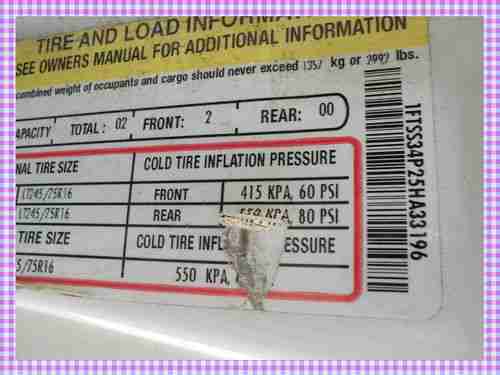 TIRE AND LOAD INFORMA
SEE OWNERS MANUAL FOR ADDITIONAL INFORMATION
combined weight of occupants and cargo should never exceed 1357 kg or 2992 lbs.
APACITY TOTAL: 02 FRONT: 2 REAR: 00
NAL TIRE SIZE COLD TIRE INFLATION PRESSURE
LT245/75R16 FRONT 415 KPA, 60 PSI
LT245/75R16 REAR 550 KPA, 80 PSI
TIRE SIZE COLD TIRE INFL ESSURE
5/75R16 550 KPA,
1FTSS34P25HA33196